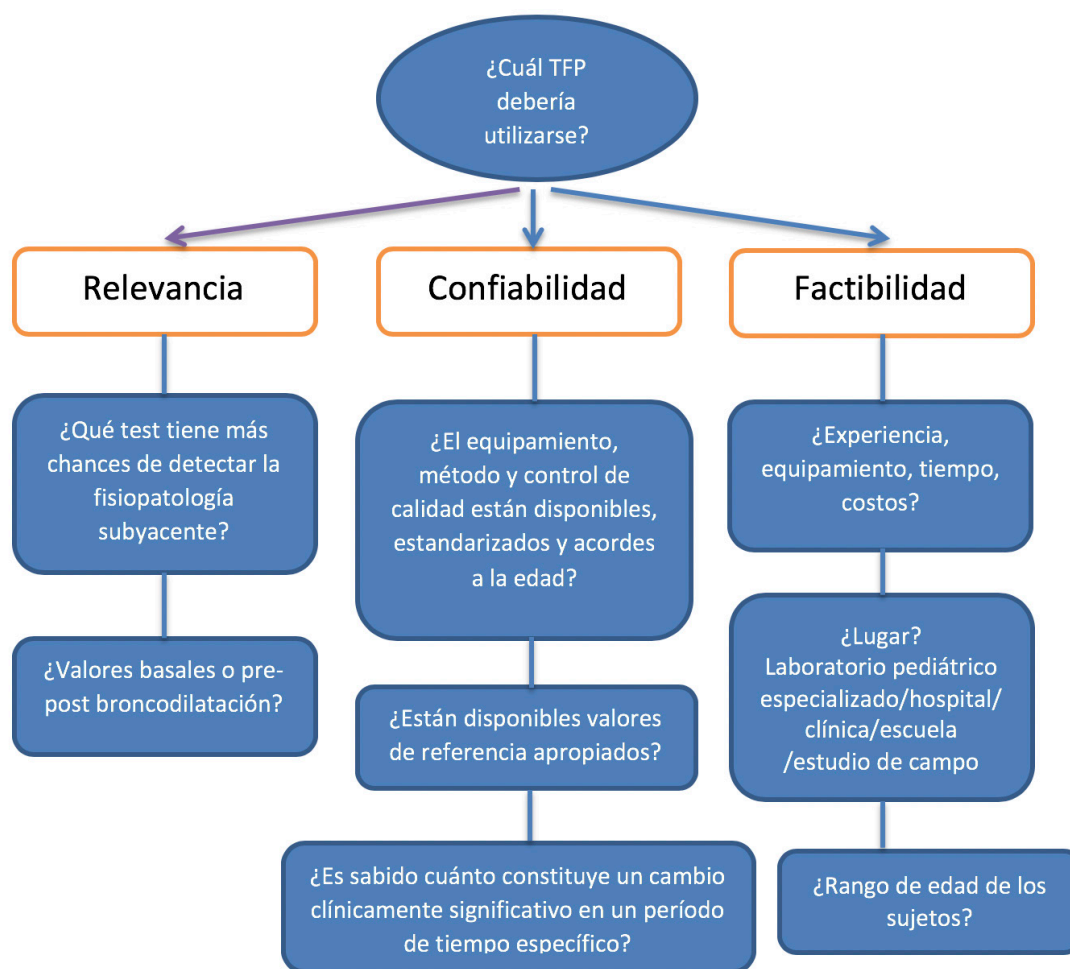 ¿Cuál TFP
debería
utilizarse?
Relevancia
Confiabilidad
Factibilidad
¿Qué test tiene más
chances de detectar la
fisiopatología
subyacente?
¿Valores basales o pre-
post broncodilatación?
¿El equipamiento,
método y control de
calidad están disponibles,
estandarizados y acordes
a la edad?
¿Están disponibles valores
de referencia apropiados?
¿Es sabido cuánto constituye un cambio
clínicamente significativo en un período
de tiempo específico?
¿Experiencia,
equipamiento, tiempo,
costos?
¿Lugar?
Laboratorio pediátrico
especializado/hospital/
clínica/escuela
/estudio de campo
¿Rango de edad de los
sujetos?